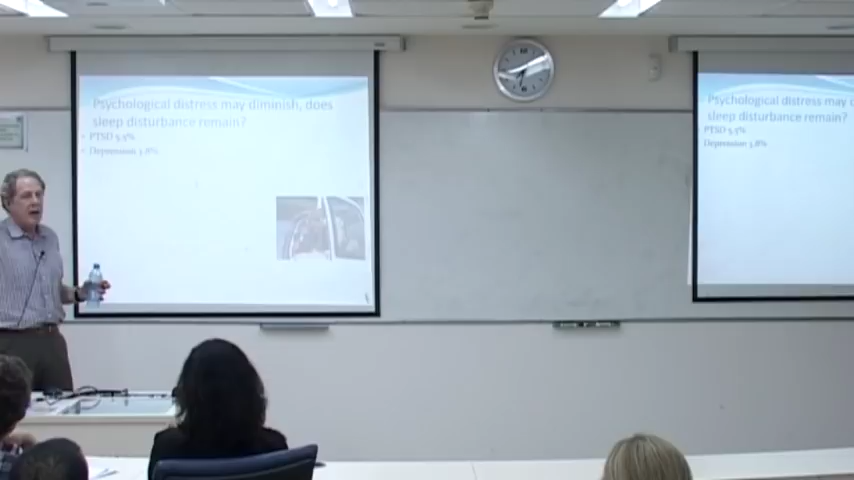 Psychological distress may diminish, does
sleep disturbance remain?
PTSD 5.5%
Depression 3.8%
Psychological distress may
sleep disturbance remain?
PTSD 5.5%
Depression 3.8%